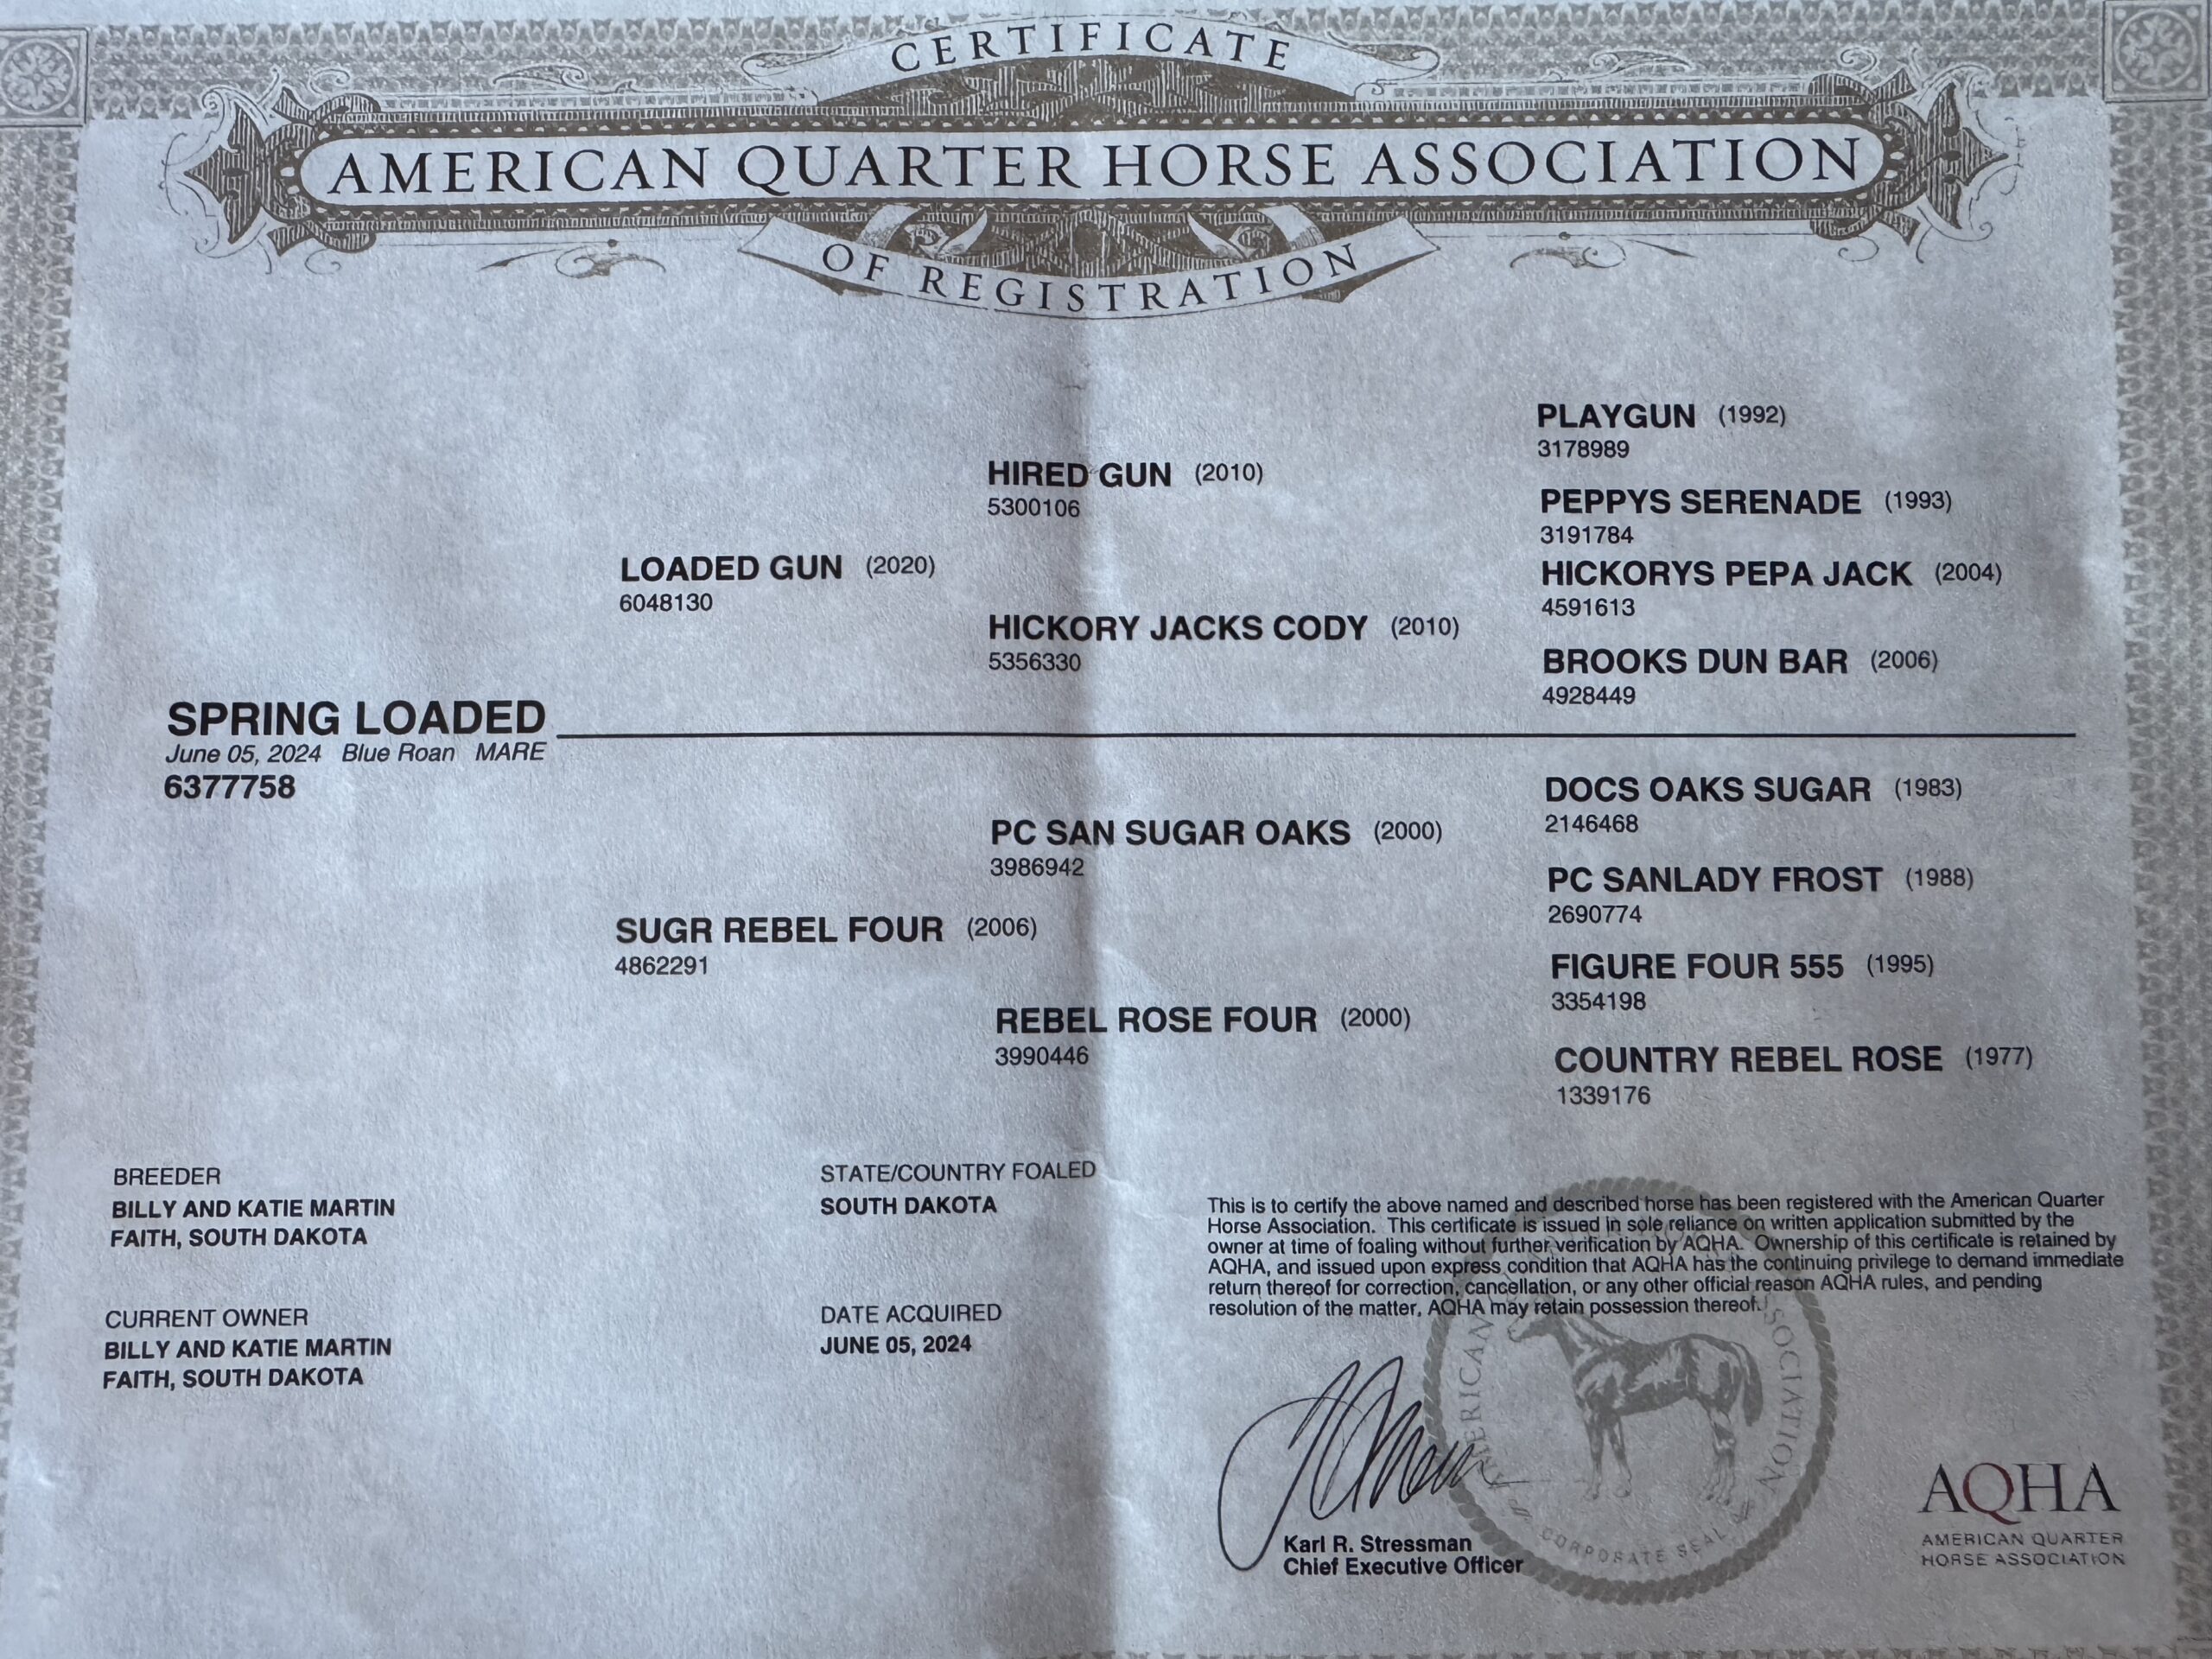 CERTIFICATE
AMERICAN QUARTER HORSE ASSOCIATION
OF REGISTRATION
PLAYGUN (1992)
3178989
HIRED GUN (2010)
5300106
PEPPYS SERENADE (1993)
3191784
LOADED GUN (2020)
6048130
HICKORYS PEPA JACK (2004)
4591613
HICKORY JACKS CODY (2010)
5356330
BROOKS DUN BAR (2006)
4928449
SPRING LOADED
June 05, 2024 Blue Roan MARE
6377758
DOCS OAKS SUGAR (1983)
2146468
PC SAN SUGAR OAKS (2000)
3986942
PC SANLADY FROST (1988)
2690774
SUGR REBEL FOUR (2006)
4862291
FIGURE FOUR 555 (1995)
3354198
REBEL ROSE FOUR (2000)
3990446
COUNTRY REBEL ROSE (1977)
1339176
BREEDER
BILLY AND KATIE MARTIN
FAITH, SOUTH DAKOTA
STATE/COUNTRY FOALED
SOUTH DAKOTA
CURRENT OWNER
BILLY AND KATIE MARTIN
FAITH, SOUTH DAKOTA
DATE ACQUIRED
JUNE 05, 2024
This is to certify the above named and described horse has been registered with the American Quarter
Horse Association. This certificate is issued in sole reliance on written application submitted by the
owner at time of foaling without further verification by AQHA. Ownership of this certificate is retained by
AQHA, and issued upon express condition that AQHA has the continuing privilege to demand immediate
return thereof for correction, cancellation, or any other official reason AQHA rules, and pending
resolution of the matter, AQHA may retain possession thereof.
AMERICAN
ASSOCIATION
CORPORATE SEAL
Karl R. Stressman
Chief Executive Officer
AQHA
AMERICAN QUARTER
HORSE ASSOCIATION